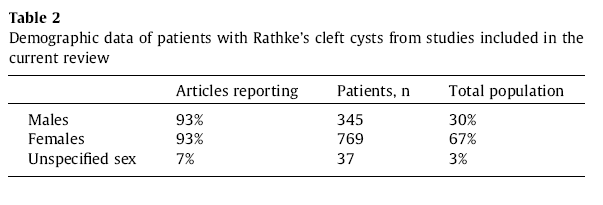 Table 2
Demographic data of patients with Rathke's cleft cysts from studies included in the
current review
Articles reporting Patients, n Total population
Males 93% 345 30%
Females 93% 769 67%
Unspecified sex 7% 37 3%